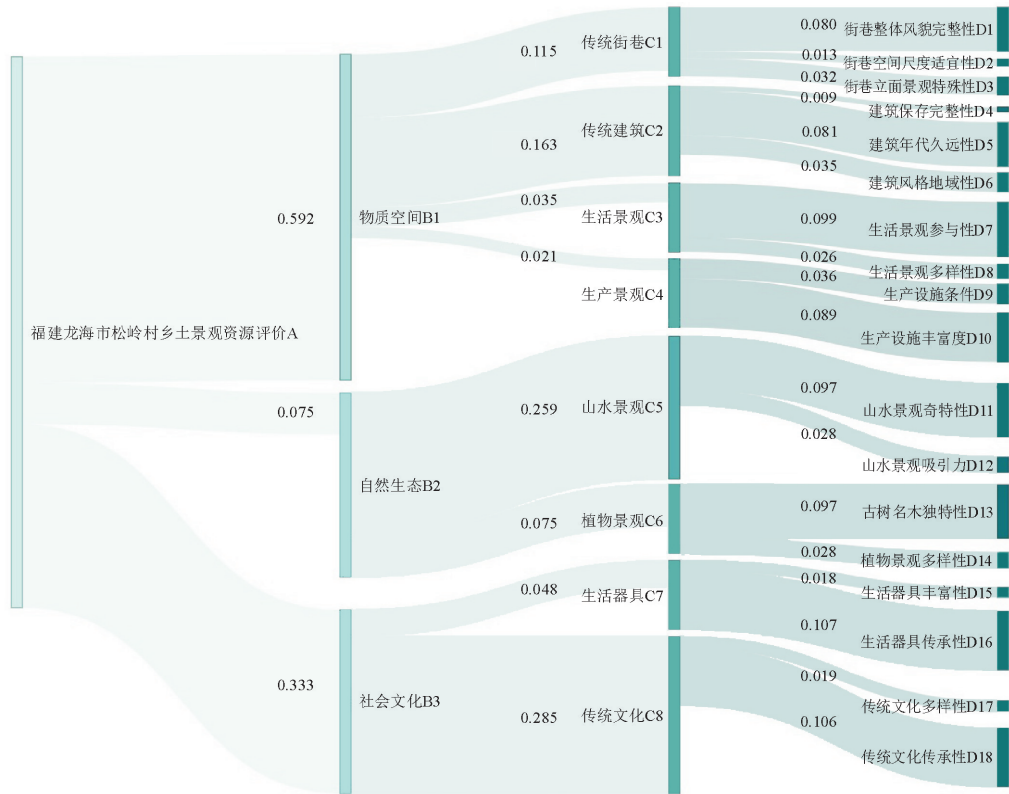 福建龙海市松岭村乡土景观资源评价A
0.592
0.075
0.333
物质空间B1
自然生态B2
社会文化B3
0.115
0.163
0.035
0.021
0.259
0.075
0.048
0.285
传统街巷C1
传统建筑C2
生活景观C3
生产景观C4
山水景观C5
植物景观C6
生活器具C7
传统文化C8
0.080
0.013
0.032
0.009
0.081
0.035
0.099
0.026
0.036
0.089
0.097
0.028
0.097
0.028
0.018
0.107
0.019
0.106
街巷整体风貌完整性D1
街巷空间尺度适宜性D2
街巷立面景观特殊性D3
建筑保存完整性D4
建筑年代久远性D5
建筑风格地域性D6
生活景观参与性D7
生活景观多样性D8
生产设施条件D9
生产设施丰富度D10
山水景观奇特性D11
山水景观吸引力D12
古树名木独特性D13
植物景观多样性D14
生活器具丰富性D15
生活器具传承性D16
传统文化多样性D17
传统文化传承性D18